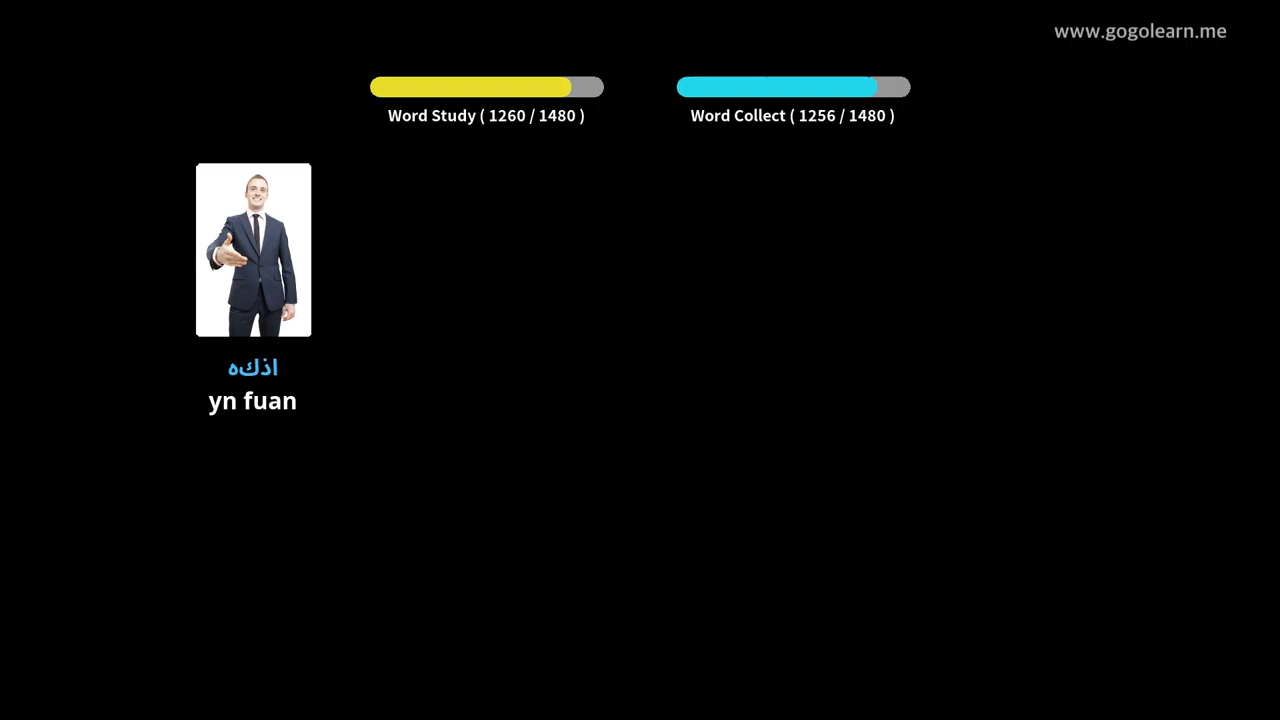 www.gogolearn.me
Word Study ( 1260 / 1480 )
Word Collect ( 1256 / 1480 )
اذكه
yn fuan